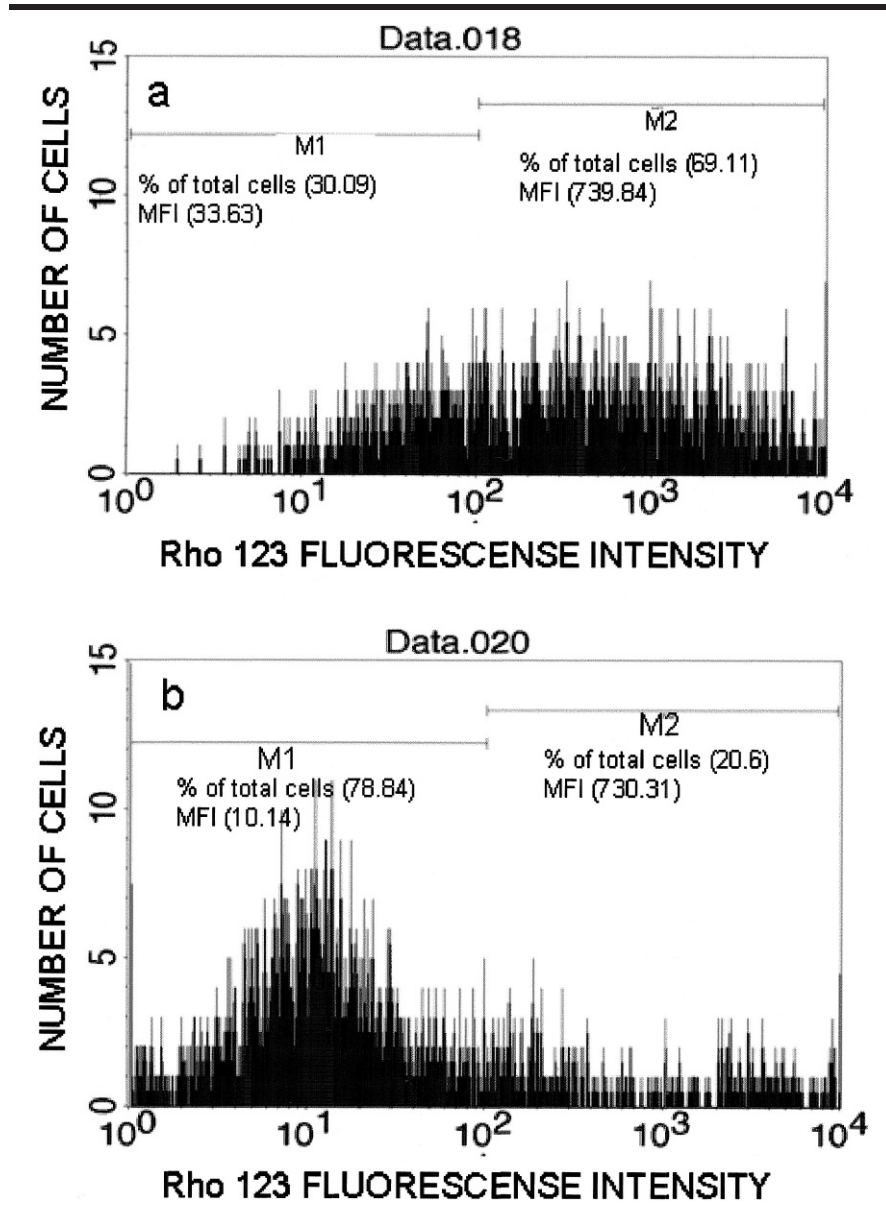 Data.018
15
a
M1
M2
% of total cells (30.09)
MFI (33.63)
% of total cells (69.11)
MFI (739.84)
10
5
0
NUMBER OF CELLS
10⁰ 10¹ 10² 10³ 10⁴
Rho 123 FLUORESCENSE INTENSITY
Data.020
15
b
M1
M2
% of total cells (78.84)
MFI (10.14)
% of total cells (20.6)
MFI (730.31)
10
5
0
NUMBER OF CELLS
10⁰ 10¹ 10² 10³ 10⁴
Rho 123 FLUORESCENSE INTENSITY